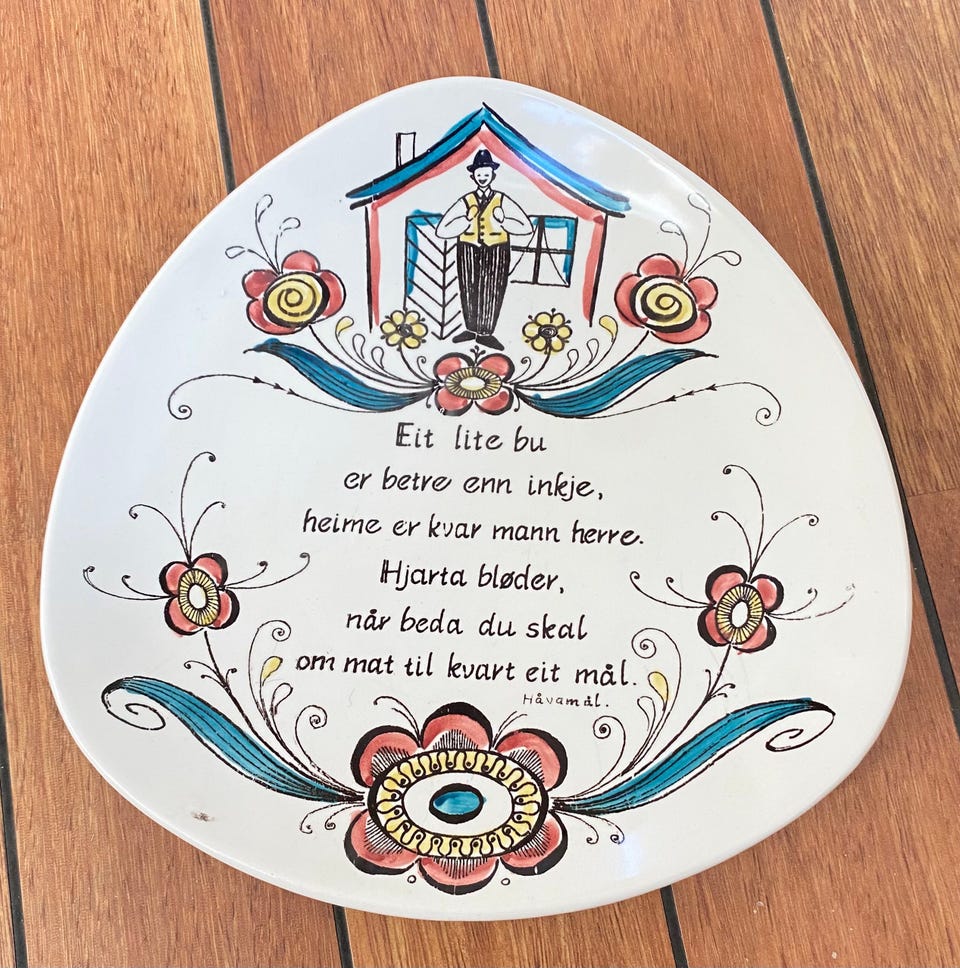 Eit lite bu
er betre enn inkje,
heime er kvar mann herre.
Hjarta bløder,
når beda du skal
om mat til kvart eit mål.
Håvamål.